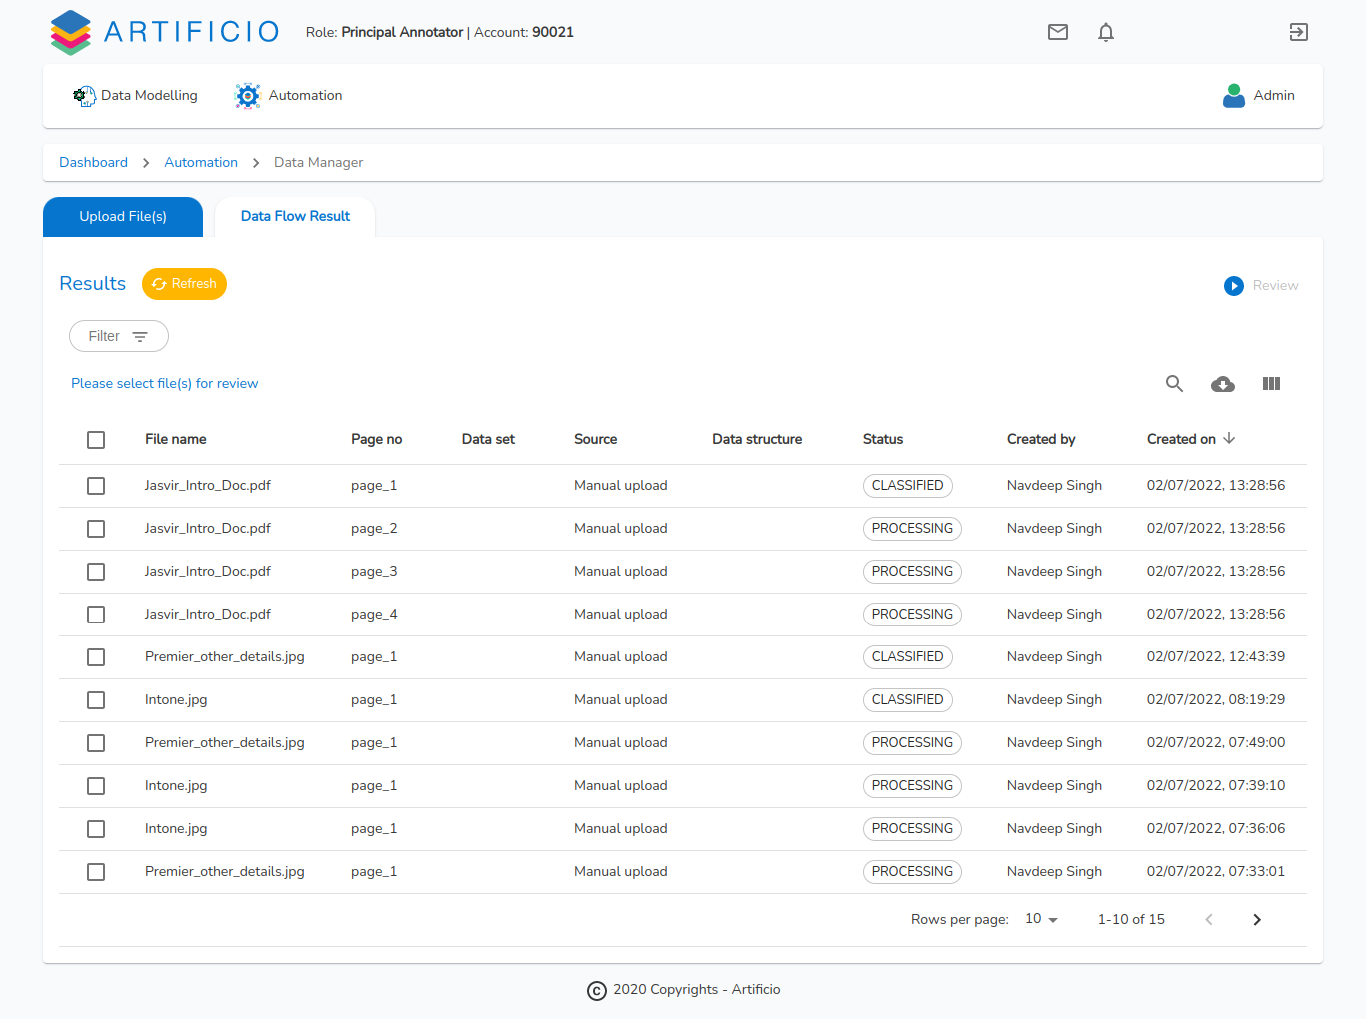 ARTIFICIO Role: Principal Annotator | Account: 90021
Data Modelling Automation Admin
Dashboard > Automation > Data Manager
Upload File(s) Data Flow Result
Results Refresh Review
Filter
Please select file(s) for review
File name Page no Data set Source Data structure Status Created by Created on
Jasvir_Intro_Doc.pdf page_1 Manual upload CLASSIFIED Navdeep Singh 02/07/2022, 13:28:56
Jasvir_Intro_Doc.pdf page_2 Manual upload PROCESSING Navdeep Singh 02/07/2022, 13:28:56
Jasvir_Intro_Doc.pdf page_3 Manual upload PROCESSING Navdeep Singh 02/07/2022, 13:28:56
Jasvir_Intro_Doc.pdf page_4 Manual upload PROCESSING Navdeep Singh 02/07/2022, 13:28:56
Premier_other_details.jpg page_1 Manual upload CLASSIFIED Navdeep Singh 02/07/2022, 12:43:39
Intone.jpg page_1 Manual upload CLASSIFIED Navdeep Singh 02/07/2022, 08:19:29
Premier_other_details.jpg page_1 Manual upload PROCESSING Navdeep Singh 02/07/2022, 07:49:00
Intone.jpg page_1 Manual upload PROCESSING Navdeep Singh 02/07/2022, 07:39:10
Intone.jpg page_1 Manual upload PROCESSING Navdeep Singh 02/07/2022, 07:36:06
Premier_other_details.jpg page_1 Manual upload PROCESSING Navdeep Singh 02/07/2022, 07:33:01
Rows per page: 10 1-10 of 15
© 2020 Copyrights - Artificio